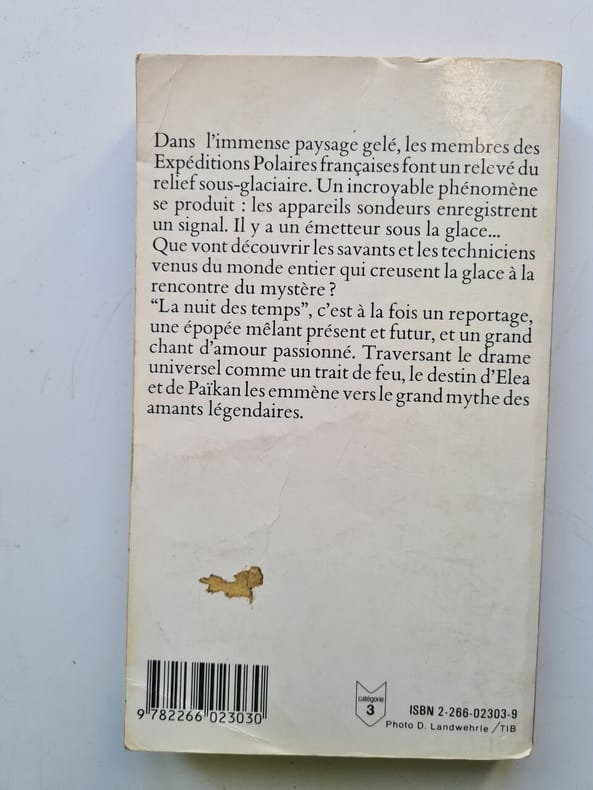 Dans l'immense paysage gelé, les membres des
Expéditions Polaires françaises font un relevé du
relief sous-glaciaire. Un incroyable phénomène
se produit : les appareils sondeurs enregistrent
un signal. Il y a un émetteur sous la glace...
Que vont découvrir les savants et les techniciens
venus du monde entier qui creusent la glace à la
rencontre du mystère ?
“La nuit des temps”, c'est à la fois un reportage,
une épopée mêlant présent et futur, et un grand
chant d'amour passionné. Traversant le drame
universel comme un trait de feu, le destin d'Elea
et de Païkan les emmène vers le grand mythe des
amants légendaires.
catégorie
3
9 782266 023030
ISBN 2-266-02303-9
Photo D. Landwehrle / TIB